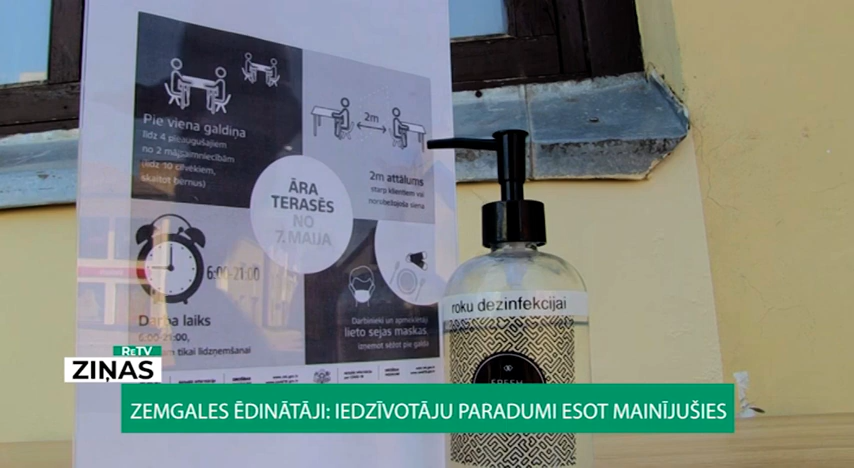 Pie viena galdiņa
līdz 4 pieaugušajiem
no 2 mājsaimniecībām
(līdz 10 cilvēkiem,
skaitot bērnus)
2m
2m attālums
starp klientiem vai
norobežojoša siena
ĀRA
TERASĒS
NO
7. MAIJA
6:00-21:00
Darba laiks
6:00-21:00,
tikai līdzņemšanai
Darbinieki un apmeklētāji
lieto sejas maskas,
izņemot sēdot pie galda
roku dezinfekcijai
FRESH
ReTV
ZIŅAS
ZEMGALES ĒDINĀTĀJI: IEDZĪVOTĀJU PARADUMI ESOT MAINĪJUŠIES